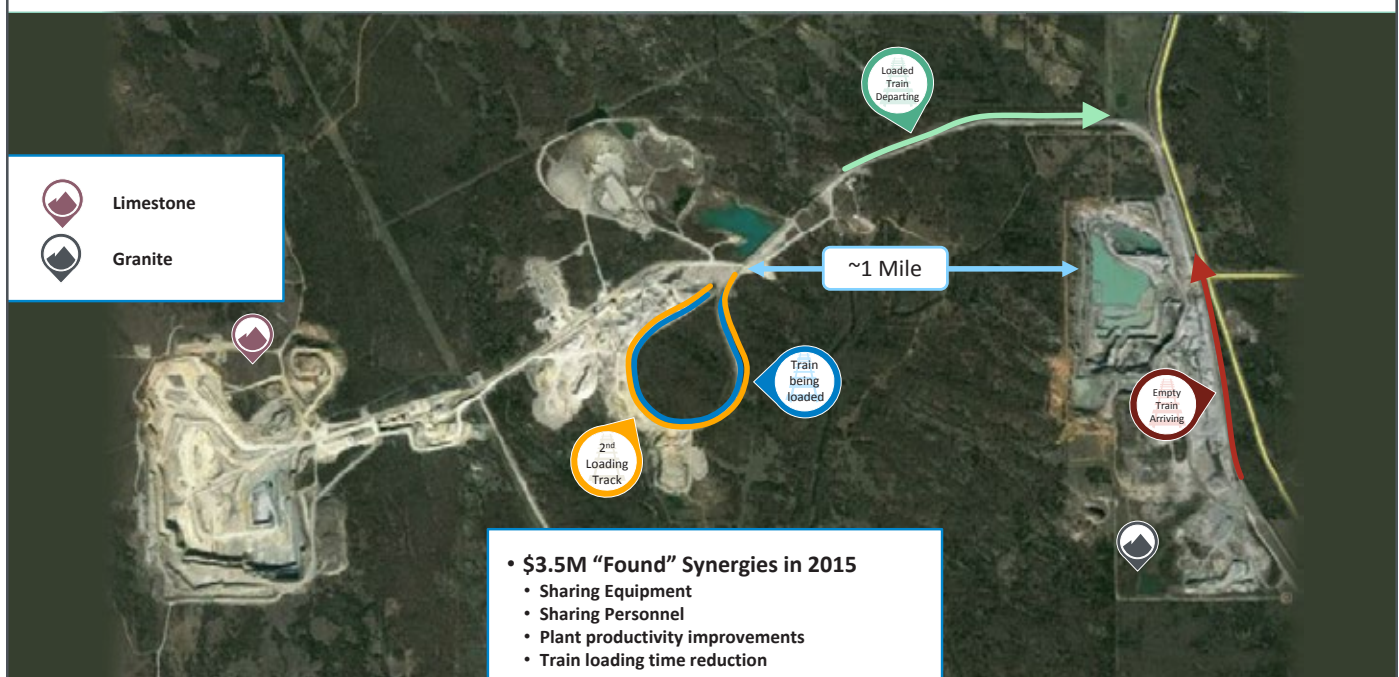 Loaded
Train
Departing
Limestone
Granite
~1 Mile
Train
being
loaded
Empty
Train
Arriving
2nd
Loading
Track
• $3.5M “Found” Synergies in 2015
• Sharing Equipment
• Sharing Personnel
• Plant productivity improvements
• Train loading time reduction